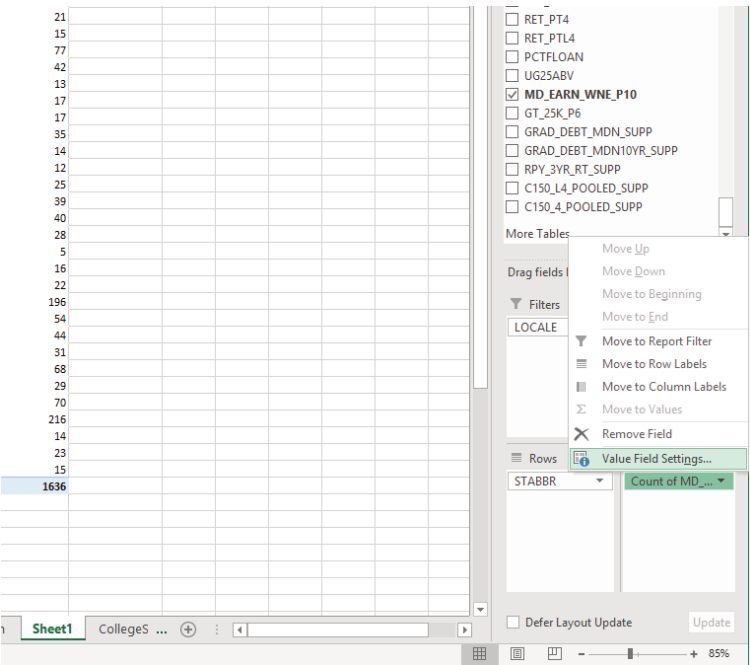 21
15
77
42
13
17
17
35
14
12
25
39
40
28
5
16
22
196
54
44
31
68
29
70
216
14
23
15
1636
RET_PT4
RET_PTL4
PCTFLOAN
UG25ABV
MD_EARN_WNE_P10
GT_25K_P6
GRAD_DEBT_MDN_SUPP
GRAD_DEBT_MDN10YR_SUPP
RPY_3YR_RT_SUPP
C150_L4_POOLED_SUPP
C150_4_POOLED_SUPP
More Tables
Drag fields
Filters
LOCALE
Move Up
Move Down
Move to Beginning
Move to End
Move to Report Filter
Move to Row Labels
Move to Column Labels
Σ Move to Values
Remove Field
Value Field Settings...
Rows
STABBR
Count of MD_...
Defer Layout Update
Update
Sheet1
CollegeS ...
85%